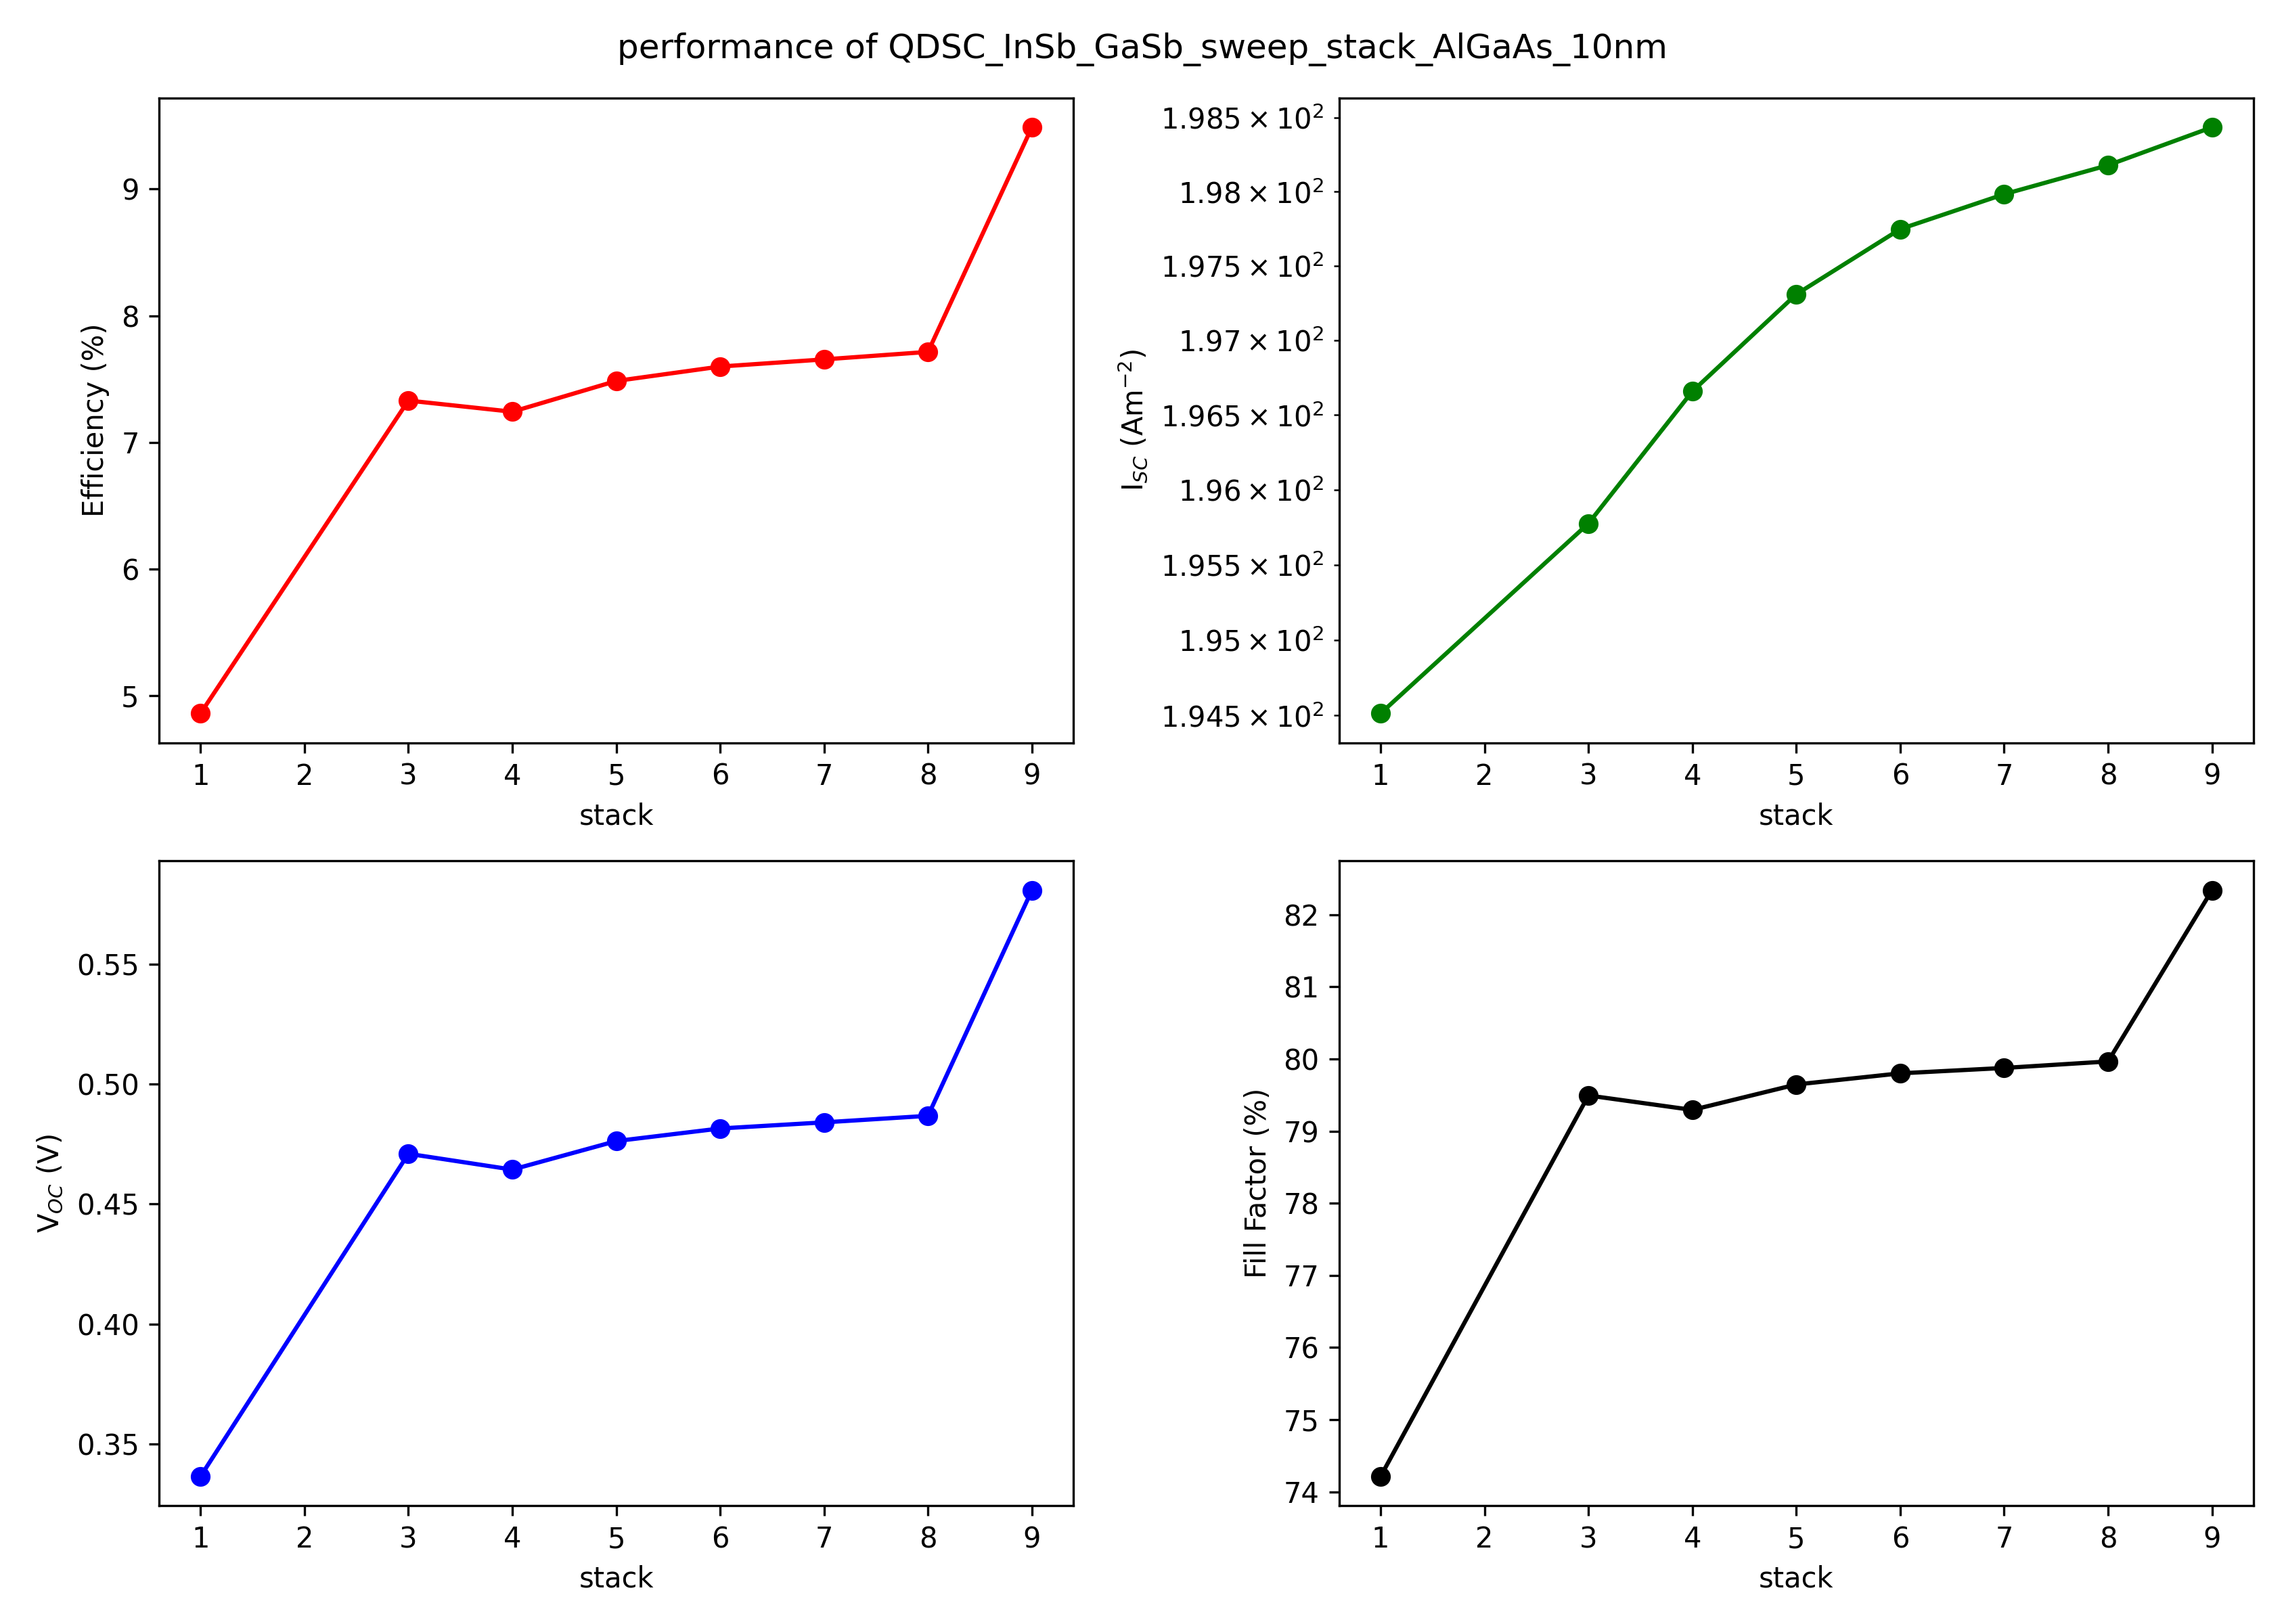 performance of QDSC_InSb_GaSb_sweep_stack_AlGaAs_10nm
Efficiency (%)
9
8
7
6
5
1 2 3 4 5 6 7 8 9
stack
I_SC (Am⁻²)
1.985 × 10²
1.98 × 10²
1.975 × 10²
1.97 × 10²
1.965 × 10²
1.96 × 10²
1.955 × 10²
1.95 × 10²
1.945 × 10²
1 2 3 4 5 6 7 8 9
stack
V_OC (V)
0.55
0.50
0.45
0.40
0.35
1 2 3 4 5 6 7 8 9
stack
Fill Factor (%)
82
81
80
79
78
77
76
75
74
1 2 3 4 5 6 7 8 9
stack